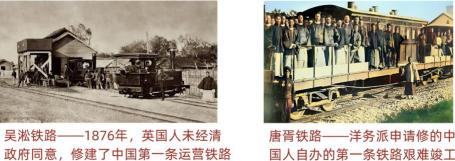 吴淞铁路——1876年，英国人未经清
政府同意，修建了中国第一条运营铁路
唐胥铁路——洋务派申请修的中
国人自办的第一条铁路艰难竣工